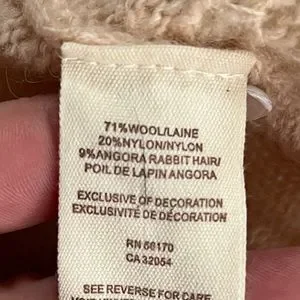 71%WOOL/LAINE
20%NYLON/NYLON
9%ANGORA RABBIT HAIR/
POIL DE LAPIN ANGORA
EXCLUSIVE OF DECORATION
EXCLUSIVITÉ DE DÉCORATION
RN 56170
CA 32054
SEE REVERSE FOR CARE